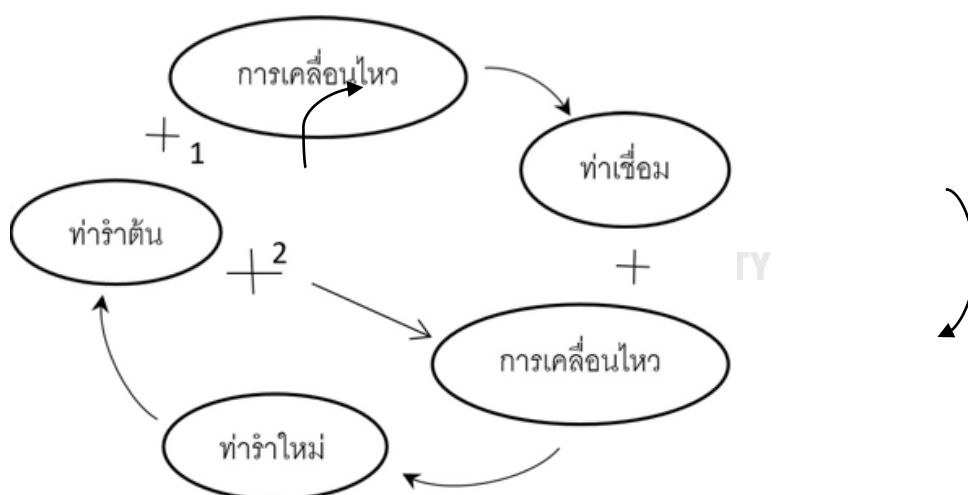 การเคลื่อนไหว
1
ท่าเชื่อม
ท่ารำต้น
2
TY
การเคลื่อนไหว
ท่ารำใหม่